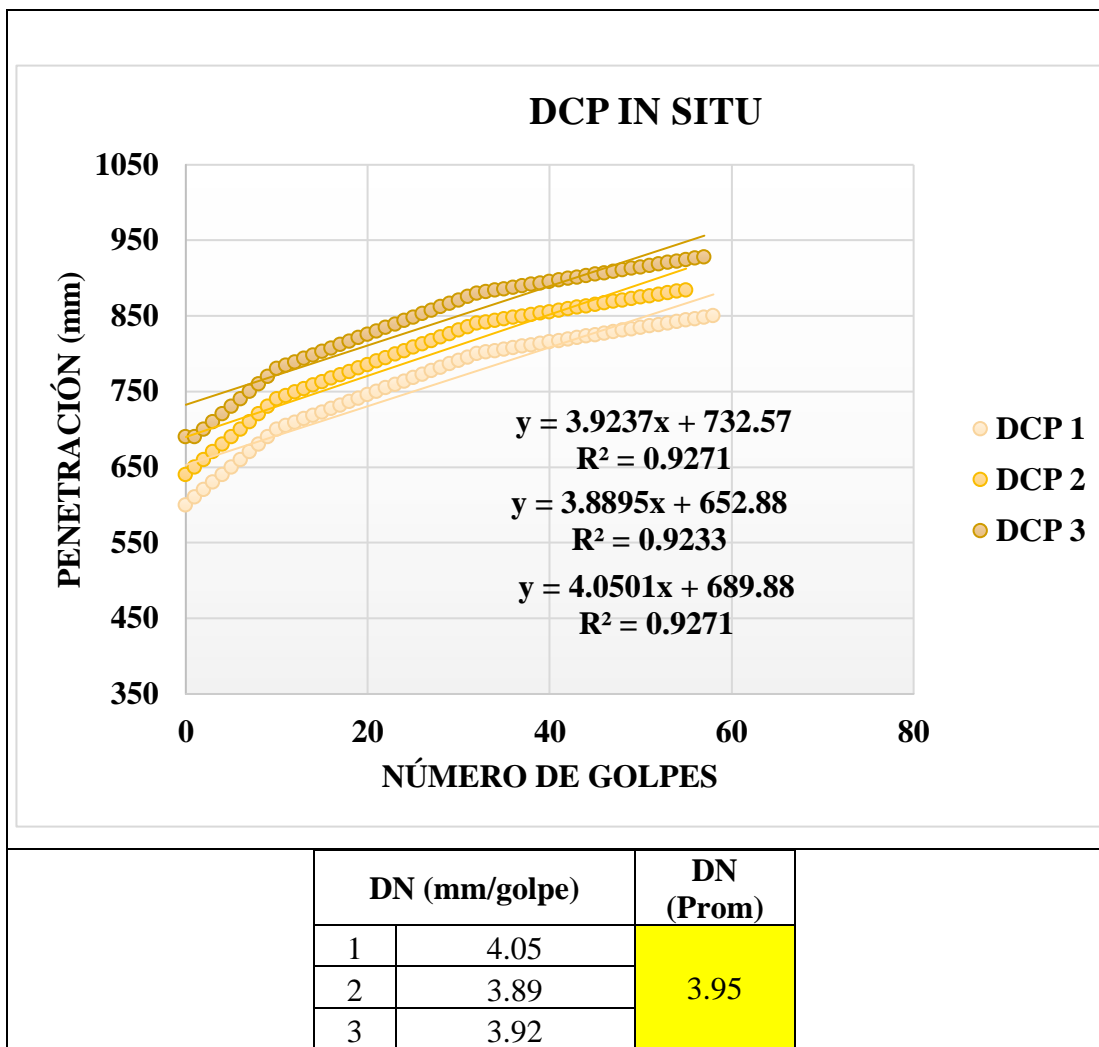 DCP IN SITU
1050
950
850
750
650
550
450
350
PENETRACIÓN (mm)
y = 3.9237x + 732.57
R² = 0.9271
y = 3.8895x + 652.88
R² = 0.9233
y = 4.0501x + 689.88
R² = 0.9271
DCP 1
DCP 2
DCP 3
0 20 40 60 80
NÚMERO DE GOLPES
DN (mm/golpe) DN
(Prom)
1 4.05
2 3.89 3.95
3 3.92